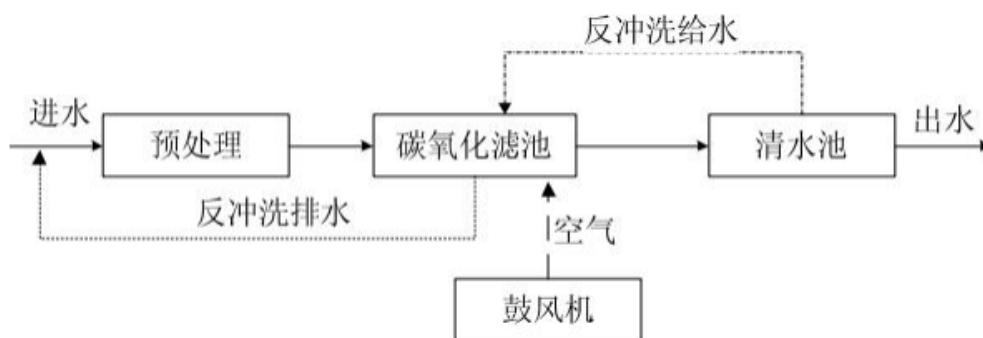 反冲洗给水
进水
预处理
碳氧化滤池
清水池
出水
反冲洗排水
空气
鼓风机